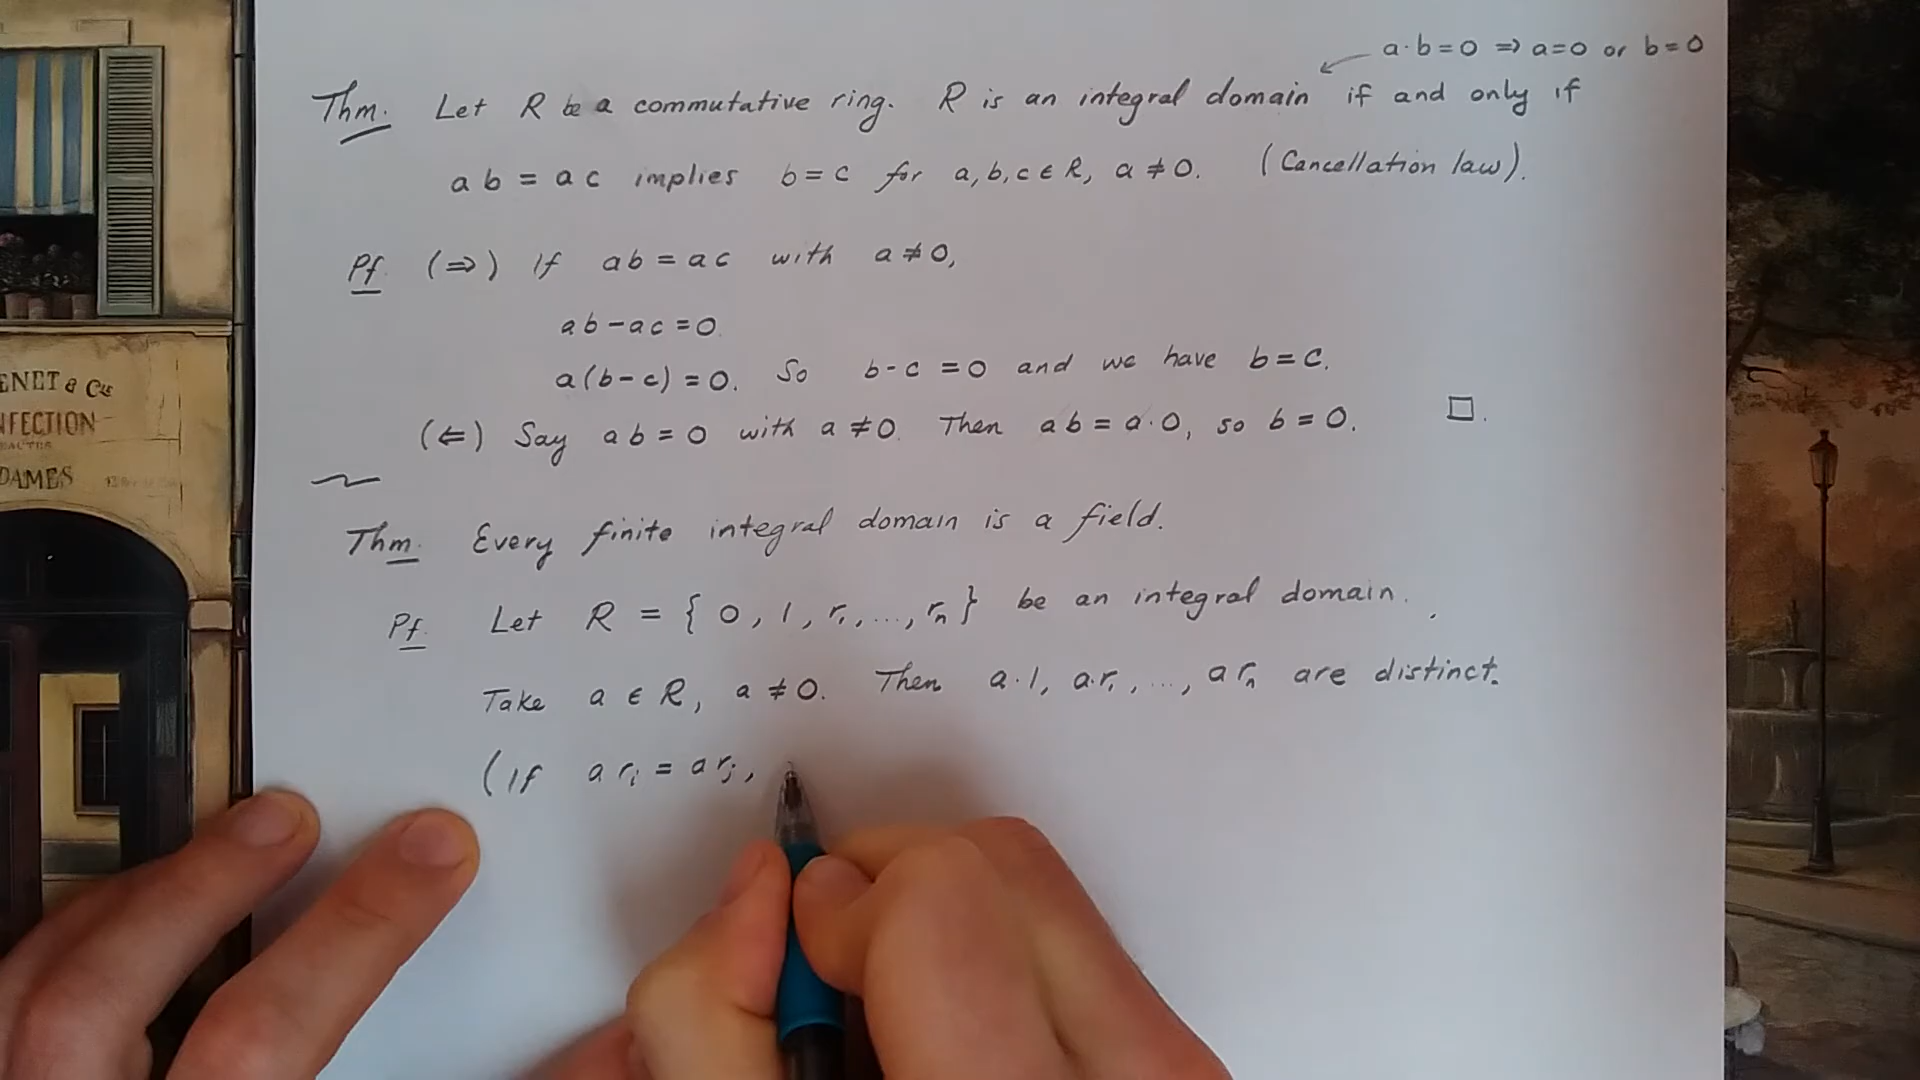 a·b=0 ⇒ a=0 or b=0
Thm. Let R be a commutative ring. R is an integral domain if and only if
ab = ac implies b=c for a,b,c ∈ R, a ≠ 0. (Cancellation law).
Pf. (⇒) If ab = ac with a ≠ 0,
ab-ac=0.
a(b-c) = 0. So b-c = 0 and we have b=c.
(⇐) Say ab = 0 with a ≠ 0. Then ab = a·0, so b = 0. □.
Thm. Every finite integral domain is a field.
Pf. Let R = {0, 1, r₁, ..., rₙ} be an integral domain.
Take a ∈ R, a ≠ 0. Then a·1, a·r₁, ..., arₙ are distinct.
(If arᵢ = arⱼ,
ENET & Cie
NFECTION
DAMES